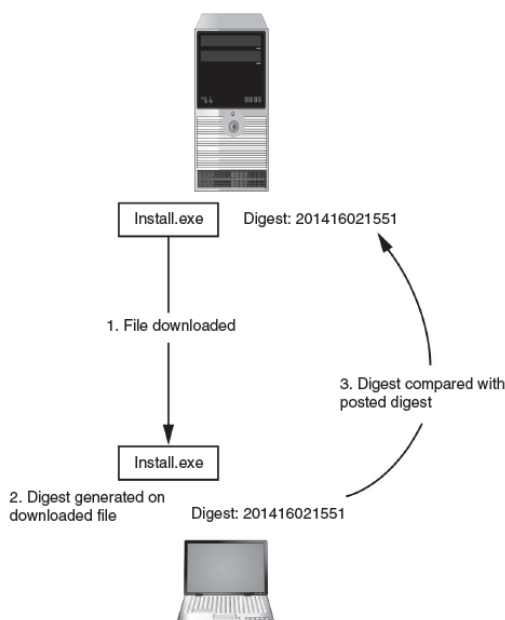 Install.exe
Digest: 201416021551
1. File downloaded
3. Digest compared with
posted digest
Install.exe
2. Digest generated on
downloaded file
Digest: 201416021551